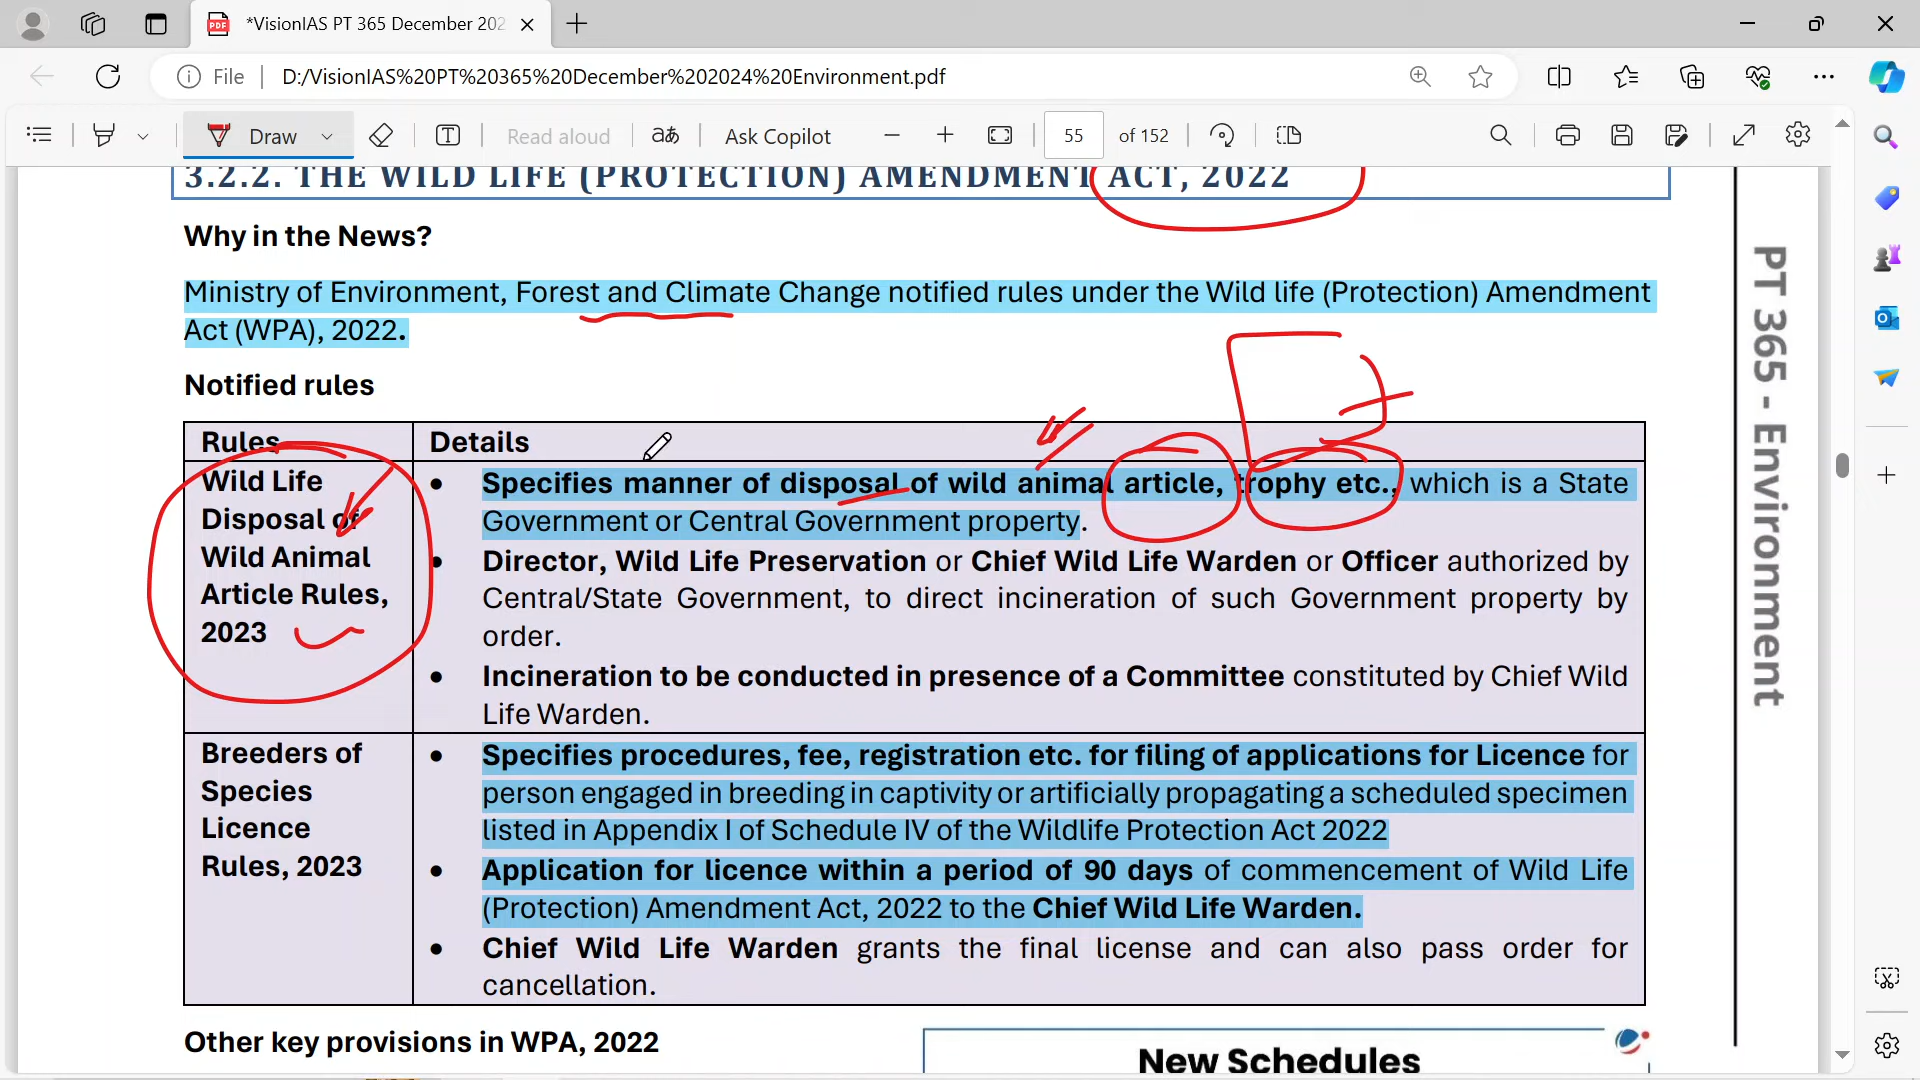 *VisionIAS PT 365 December 202
File
D:/VisionIAS%20PT%20365%20December%202024%20Environment.pdf
Draw
Read aloud
aあ
Ask Copilot
55
of 152
3.2.2. THE WILD LIFE (PROTECTION) AMENDMENT ACT, 2022
Why in the News?
Ministry of Environment, Forest and Climate Change notified rules under the Wild life (Protection) Amendment
Act (WPA), 2022.
Notified rules
Rules
Details
Wild Life
Disposal of
Wild Animal
Article Rules,
2023
• Specifies manner of disposal of wild animal article, trophy etc., which is a State
Government or Central Government property.
• Director, Wild Life Preservation or Chief Wild Life Warden or Officer authorized by
Central/State Government, to direct incineration of such Government property by
order.
• Incineration to be conducted in presence of a Committee constituted by Chief Wild
Life Warden.
Breeders of
Species
Licence
Rules, 2023
• Specifies procedures, fee, registration etc. for filing of applications for Licence for
person engaged in breeding in captivity or artificially propagating a scheduled specimen
listed in Appendix I of Schedule IV of the Wildlife Protection Act 2022
• Application for licence within a period of 90 days of commencement of Wild Life
(Protection) Amendment Act, 2022 to the Chief Wild Life Warden.
• Chief Wild Life Warden grants the final license and can also pass order for
cancellation.
Other key provisions in WPA, 2022
New Schedules
PT 365 - Environment